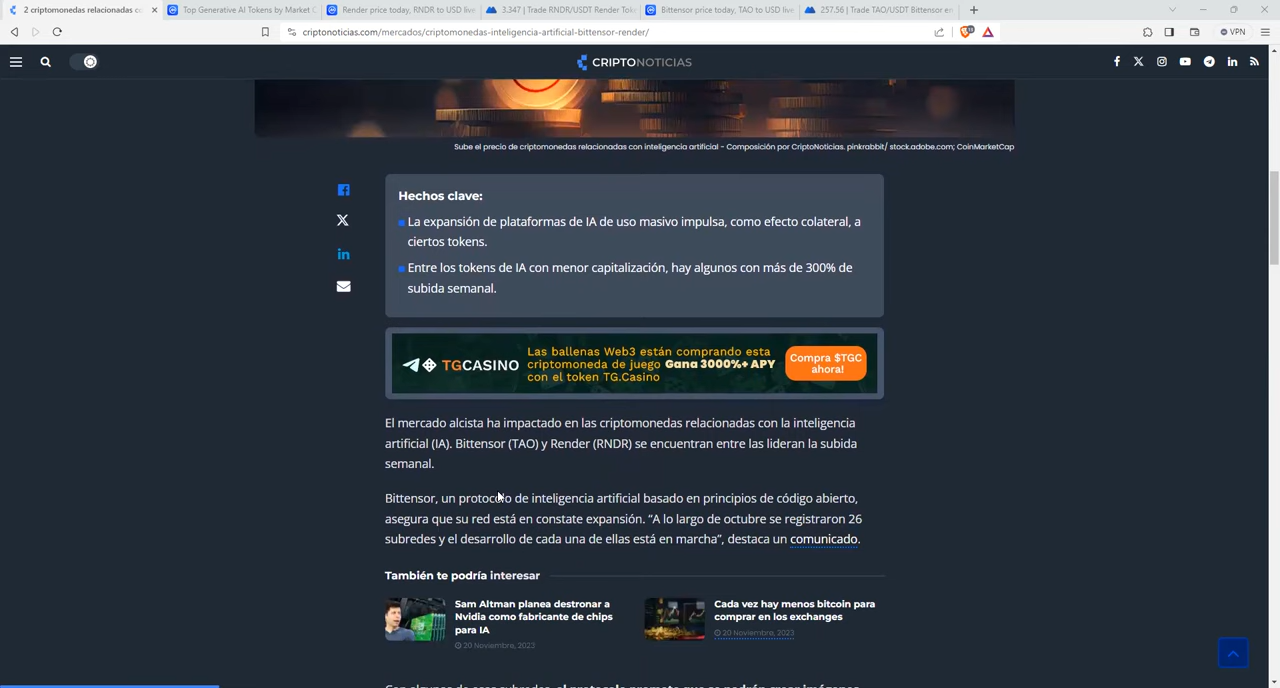 2 criptomonedas relacionadas co
Top Generative AI Tokens by Market C
Render price today, RNDR to USD live
3.347 | Trade RNDR/USDT Render Tok
Bittensor price today, TAO to USD live
257.56 | Trade TAO/USDT Bittensor en
criptonoticias.com/mercados/criptomonedas-inteligencia-artificial-bittensor-render/
VPN
CRIPTONOTICIAS
Sube el precio de criptomonedas relacionadas con inteligencia artificial - Composición por CriptoNoticias. pinkrabbit/ stock.adobe.com; CoinMarketCap
Hechos clave:
La expansión de plataformas de IA de uso masivo impulsa, como efecto colateral, a
ciertos tokens.
Entre los tokens de IA con menor capitalización, hay algunos con más de 300% de
subida semanal.
TGCASINO
Las ballenas Web3 están comprando esta
criptomoneda de juego Gana 3000%+ APY
con el token TG.Casino
Compra $TGC
ahora!
El mercado alcista ha impactado en las criptomonedas relacionadas con la inteligencia
artificial (IA). Bittensor (TAO) y Render (RNDR) se encuentran entre las lideran la subida
semanal.
Bittensor, un protocolo de inteligencia artificial basado en principios de código abierto,
asegura que su red está en constate expansión. “A lo largo de octubre se registraron 26
subredes y el desarrollo de cada una de ellas está en marcha”, destaca un comunicado.
También te podría interesar
Sam Altman planea destronar a
Nvidia como fabricante de chips
para IA
20 Noviembre, 2023
Cada vez hay menos bitcoin para
comprar en los exchanges
20 Noviembre, 2023